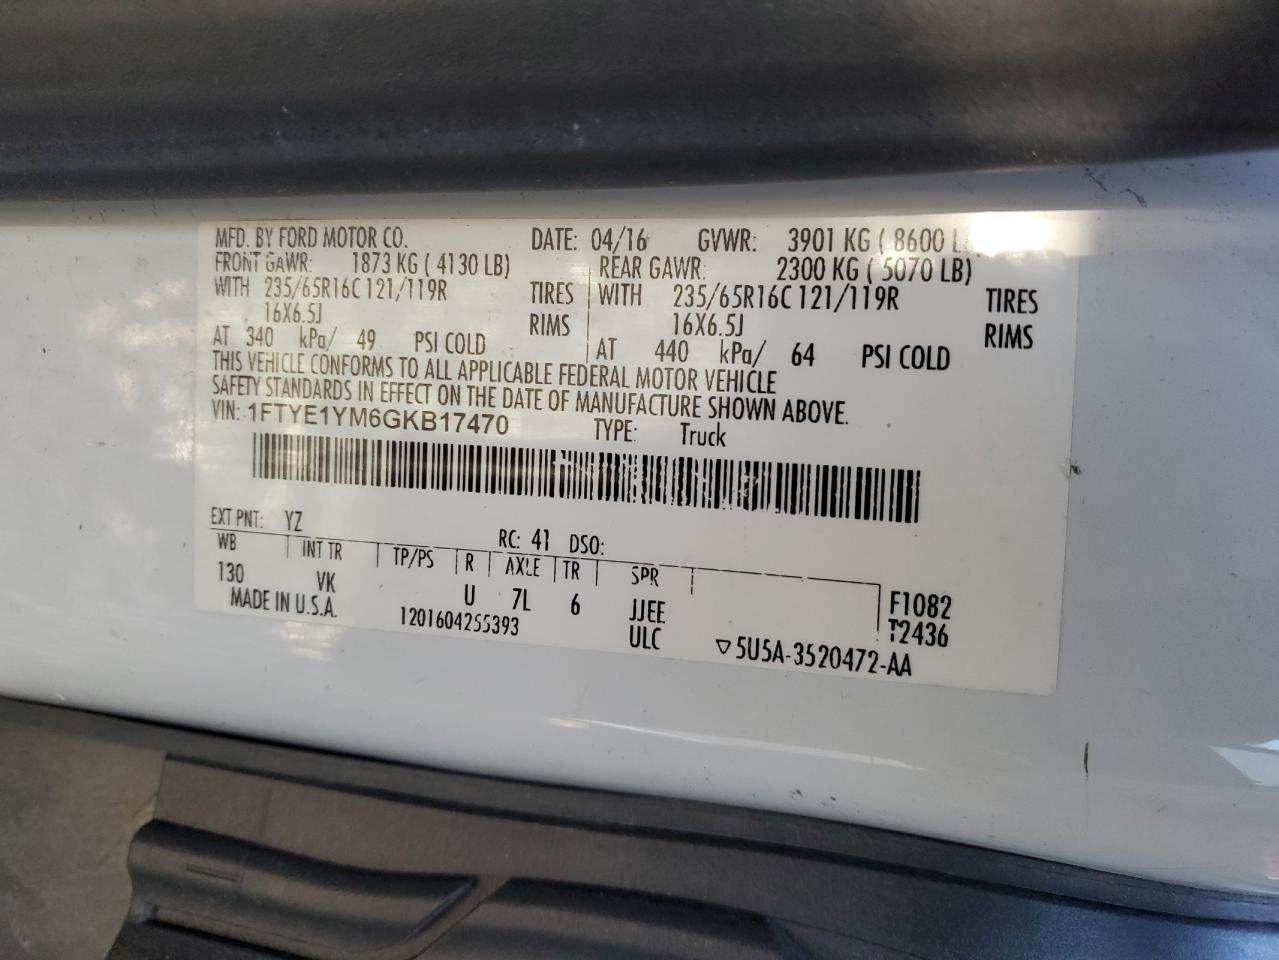 MFD. BY FORD MOTOR CO. DATE: 04/16 GVWR: 3901 KG ( 8600 L
FRONT GAWR: 1873 KG ( 4130 LB) REAR GAWR: 2300 KG ( 5070 LB)
WITH 235/65R16C 121/119R TIRES WITH 235/65R16C 121/119R TIRES
16X6.5J RIMS 16X6.5J RIMS
AT 340 kPa/ 49 PSI COLD AT 440 kPa/ 64 PSI COLD
THIS VEHICLE CONFORMS TO ALL APPLICABLE FEDERAL MOTOR VEHICLE
SAFETY STANDARDS IN EFFECT ON THE DATE OF MANUFACTURE SHOWN ABOVE.
VIN: 1FTYE1YM6GKB17470 TYPE: Truck
EXT PNT: YZ RC: 41 DSO:
WB INT TR TP/PS R AXLE TR SPR
130 VK U 7L 6 JJEE F1082
MADE IN U.S.A. 1201604255393 ULC T2436
▽5U5A-3520472-AA